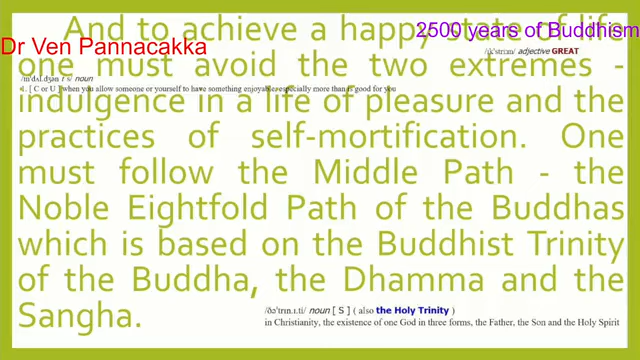 And to achieve a happy state of life
2500 years of Buddhism
Dr Ven Pannacakka
/ɪkˈstriːm/ adjective GREAT
one must avoid the two extremes -
/ɪnˈdʌl.dʒən t s/ noun
1. [ C or U ] when you allow someone or yourself to have something enjoyable, especially more than is good for you
indulgence in a life of pleasure and the
practices of self-mortification. One
must follow the Middle Path - the
Noble Eightfold Path of the Buddhas
which is based on the Buddhist Trinity
of the Buddha, the Dhamma and the
Sangha.
/ðəˈtrɪn.ɪ.ti/ noun [ S ] ( also the Holy Trinity )
in Christianity, the existence of one God in three forms, the Father, the Son and the Holy Spirit